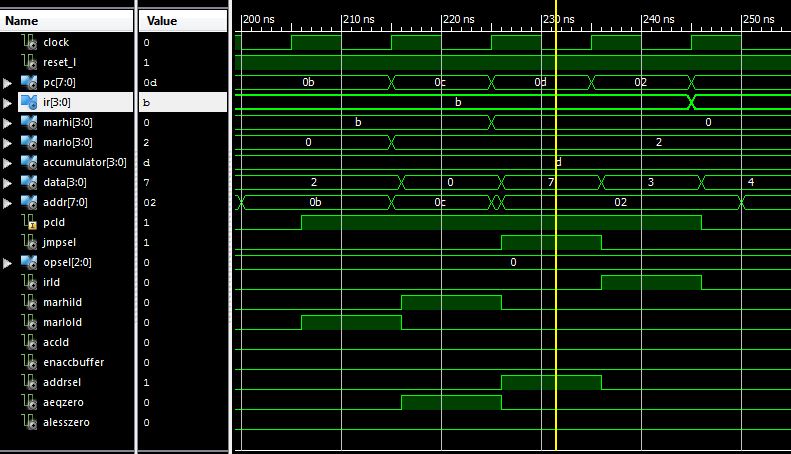 Name Value 200 ns 210 ns 220 ns 230 ns 240 ns 250 ns
clock 0
reset_l 1
pc[7:0] 0d 0b 0c 0d 02
ir[3:0] b b
marhi[3:0] 0 b 0
marlo[3:0] 2 0 2
accumulator[3:0] d d
data[3:0] 7 2 0 7 3 4
addr[7:0] 02 0b 0c 02
pcld 1
jmpsel 1
opsel[2:0] 0 0
irld 0
marhild 0
marlold 0
accld 0
enaccbuffer 0
addrsel 1
aeqzero 0
alesszero 0